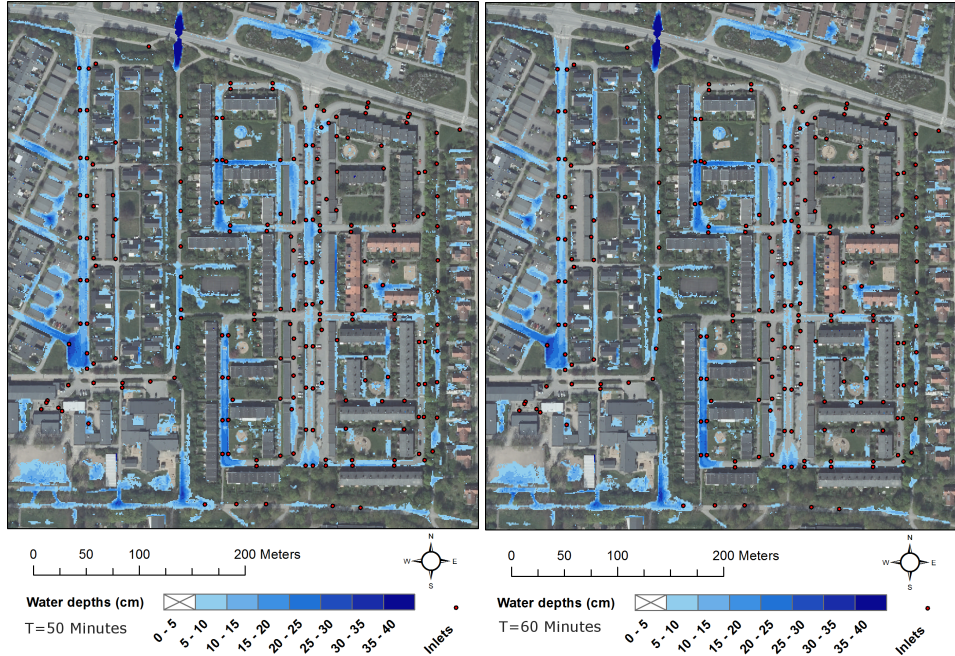 0 50 100 200 Meters
N
W E
S
Water depths (cm)
T=50 Minutes
0 - 5
5 - 10
10 - 15
15 - 20
20 - 25
25 - 30
30 - 35
35 - 40
Inlets
0 50 100 200 Meters
N
W E
S
Water depths (cm)
T=60 Minutes
0 - 5
5 - 10
10 - 15
15 - 20
20 - 25
25 - 30
30 - 35
35 - 40
Inlets